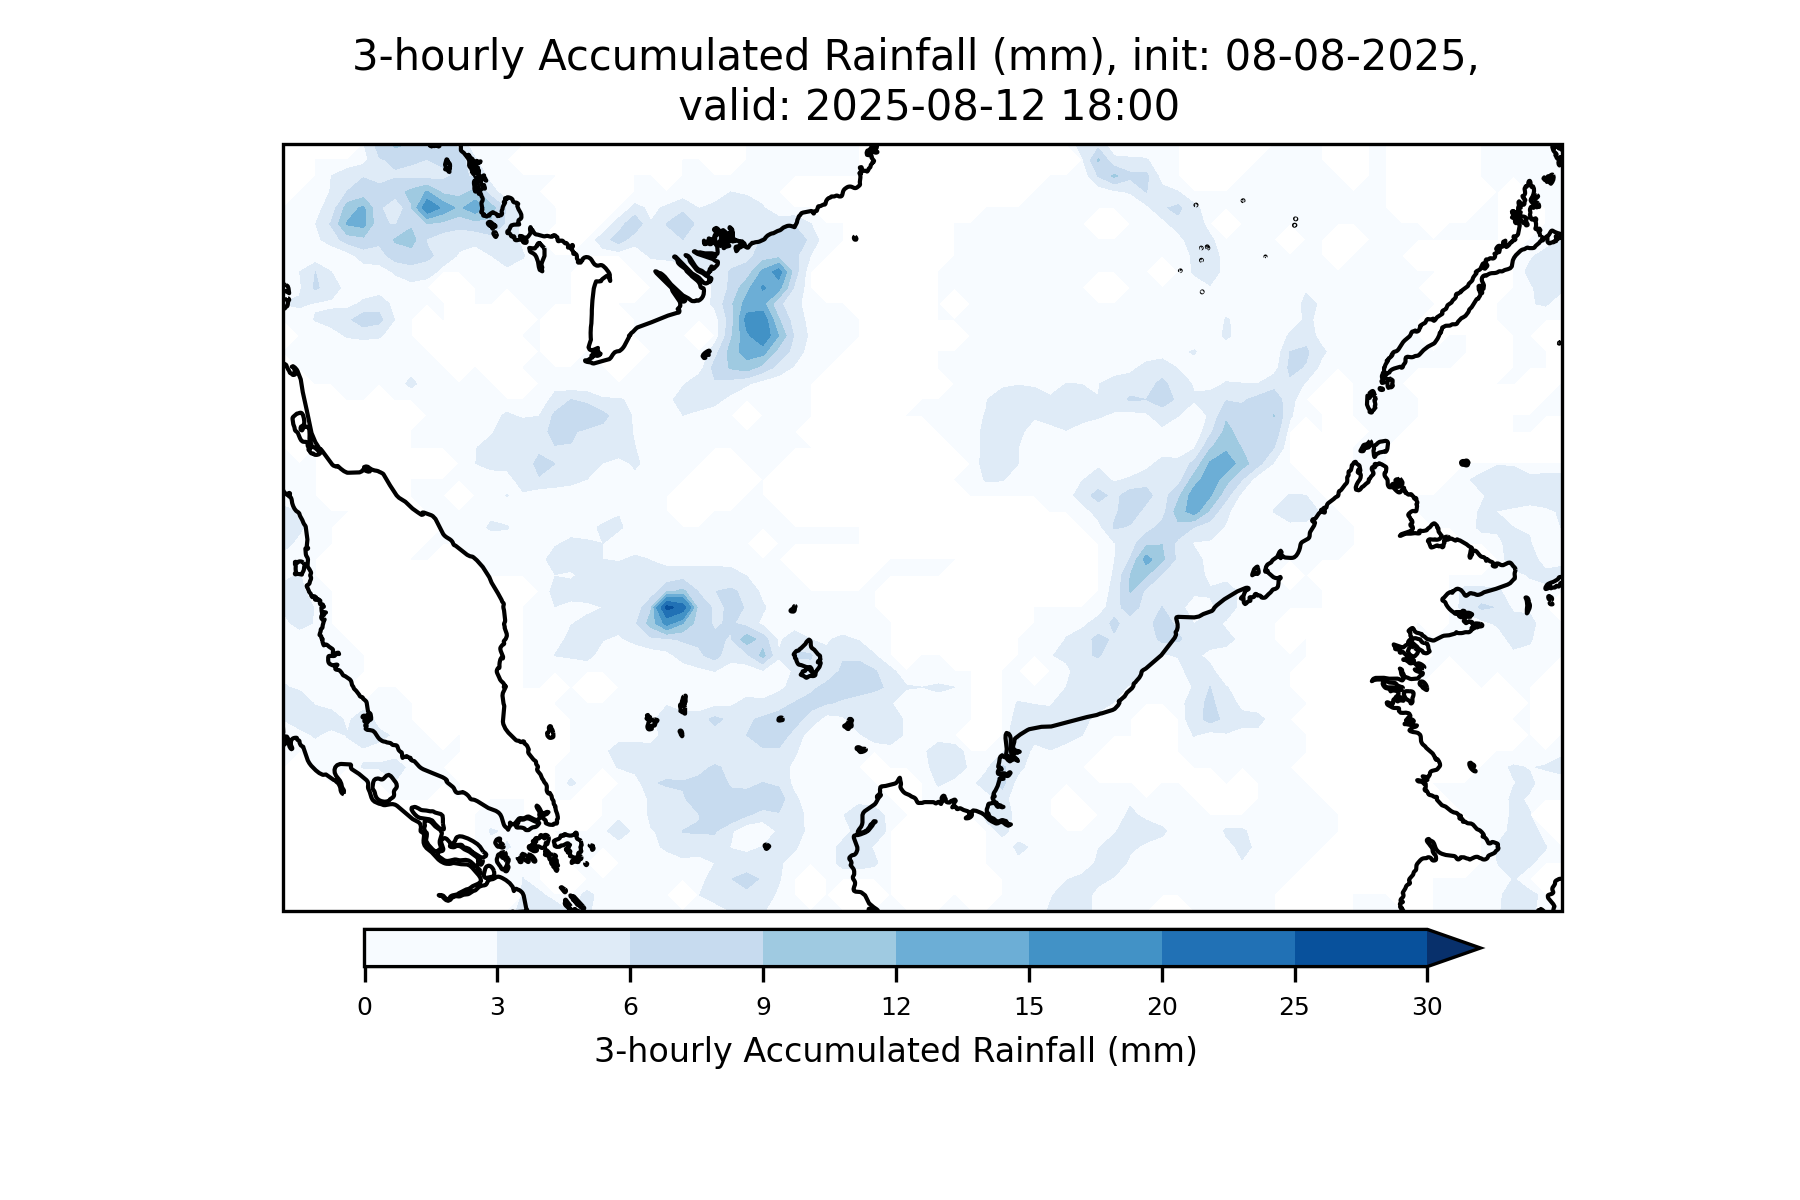 3-hourly Accumulated Rainfall (mm), init: 08-08-2025,
valid: 2025-08-12 18:00
0 3 6 9 12 15 20 25 30
3-hourly Accumulated Rainfall (mm)